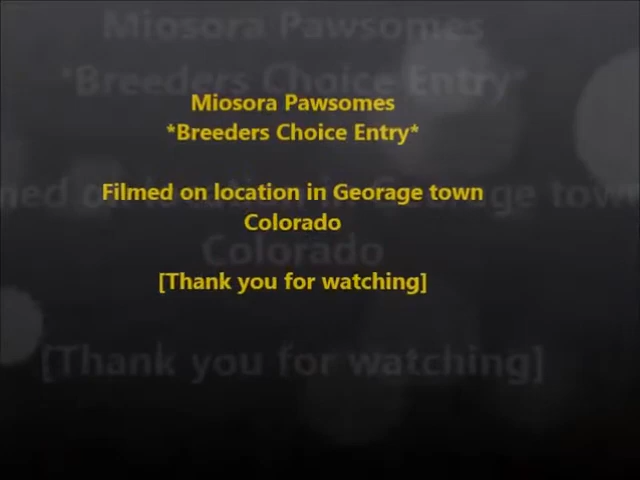 Miosora Pawsomes
*Breeders Choice Entry*
Filmed on location in Georage town
Colorado
[Thank you for watching]